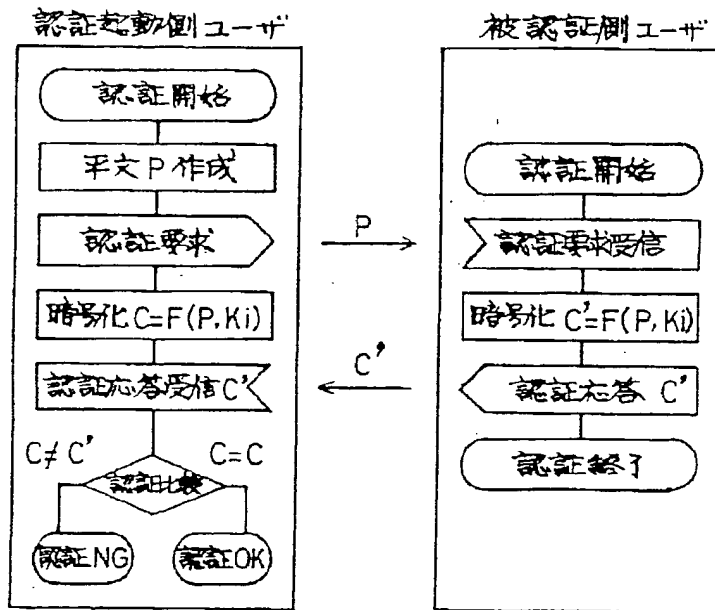 認証起動側ユーザ
認証開始
平文P作成
認証要求
暗号化C=F(P,Ki)
認証応答受信C'
C≠C'
C=C
認証比較
認証NG
認証OK
P
C'
被認証側ユーザ
認証開始
認証要求受信
暗号化C'=F(P,Ki)
認証応答 C'
認証終了